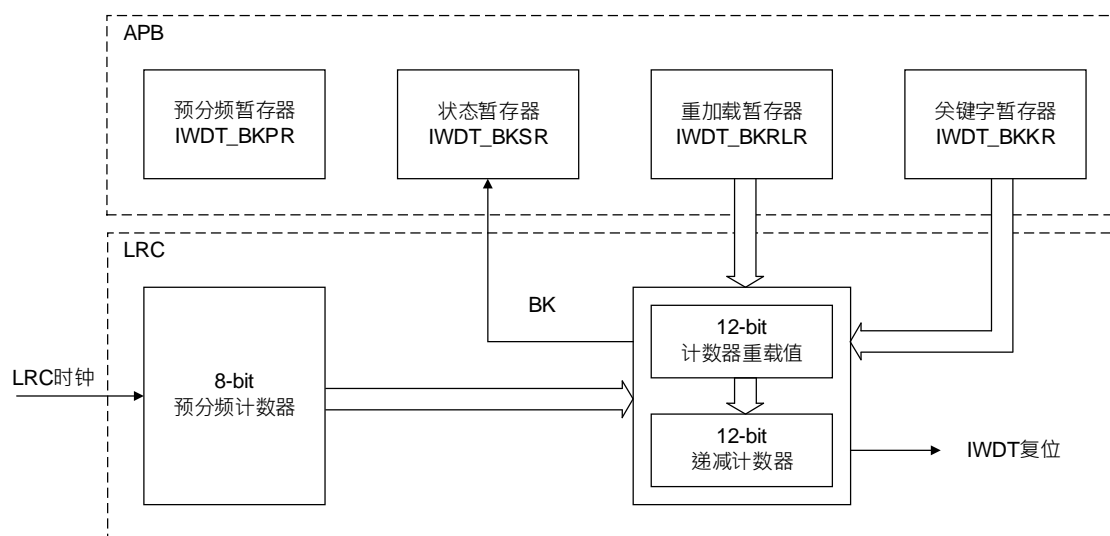 APB
预分频暂存器
IWDT_BKPR
状态暂存器
IWDT_BKSR
重加载暂存器
IWDT_BKRLR
关键字暂存器
IWDT_BKKR
LRC
BK
LRC时钟
8-bit
预分频计数器
12-bit
计数器重载值
12-bit
递减计数器
IWDT复位